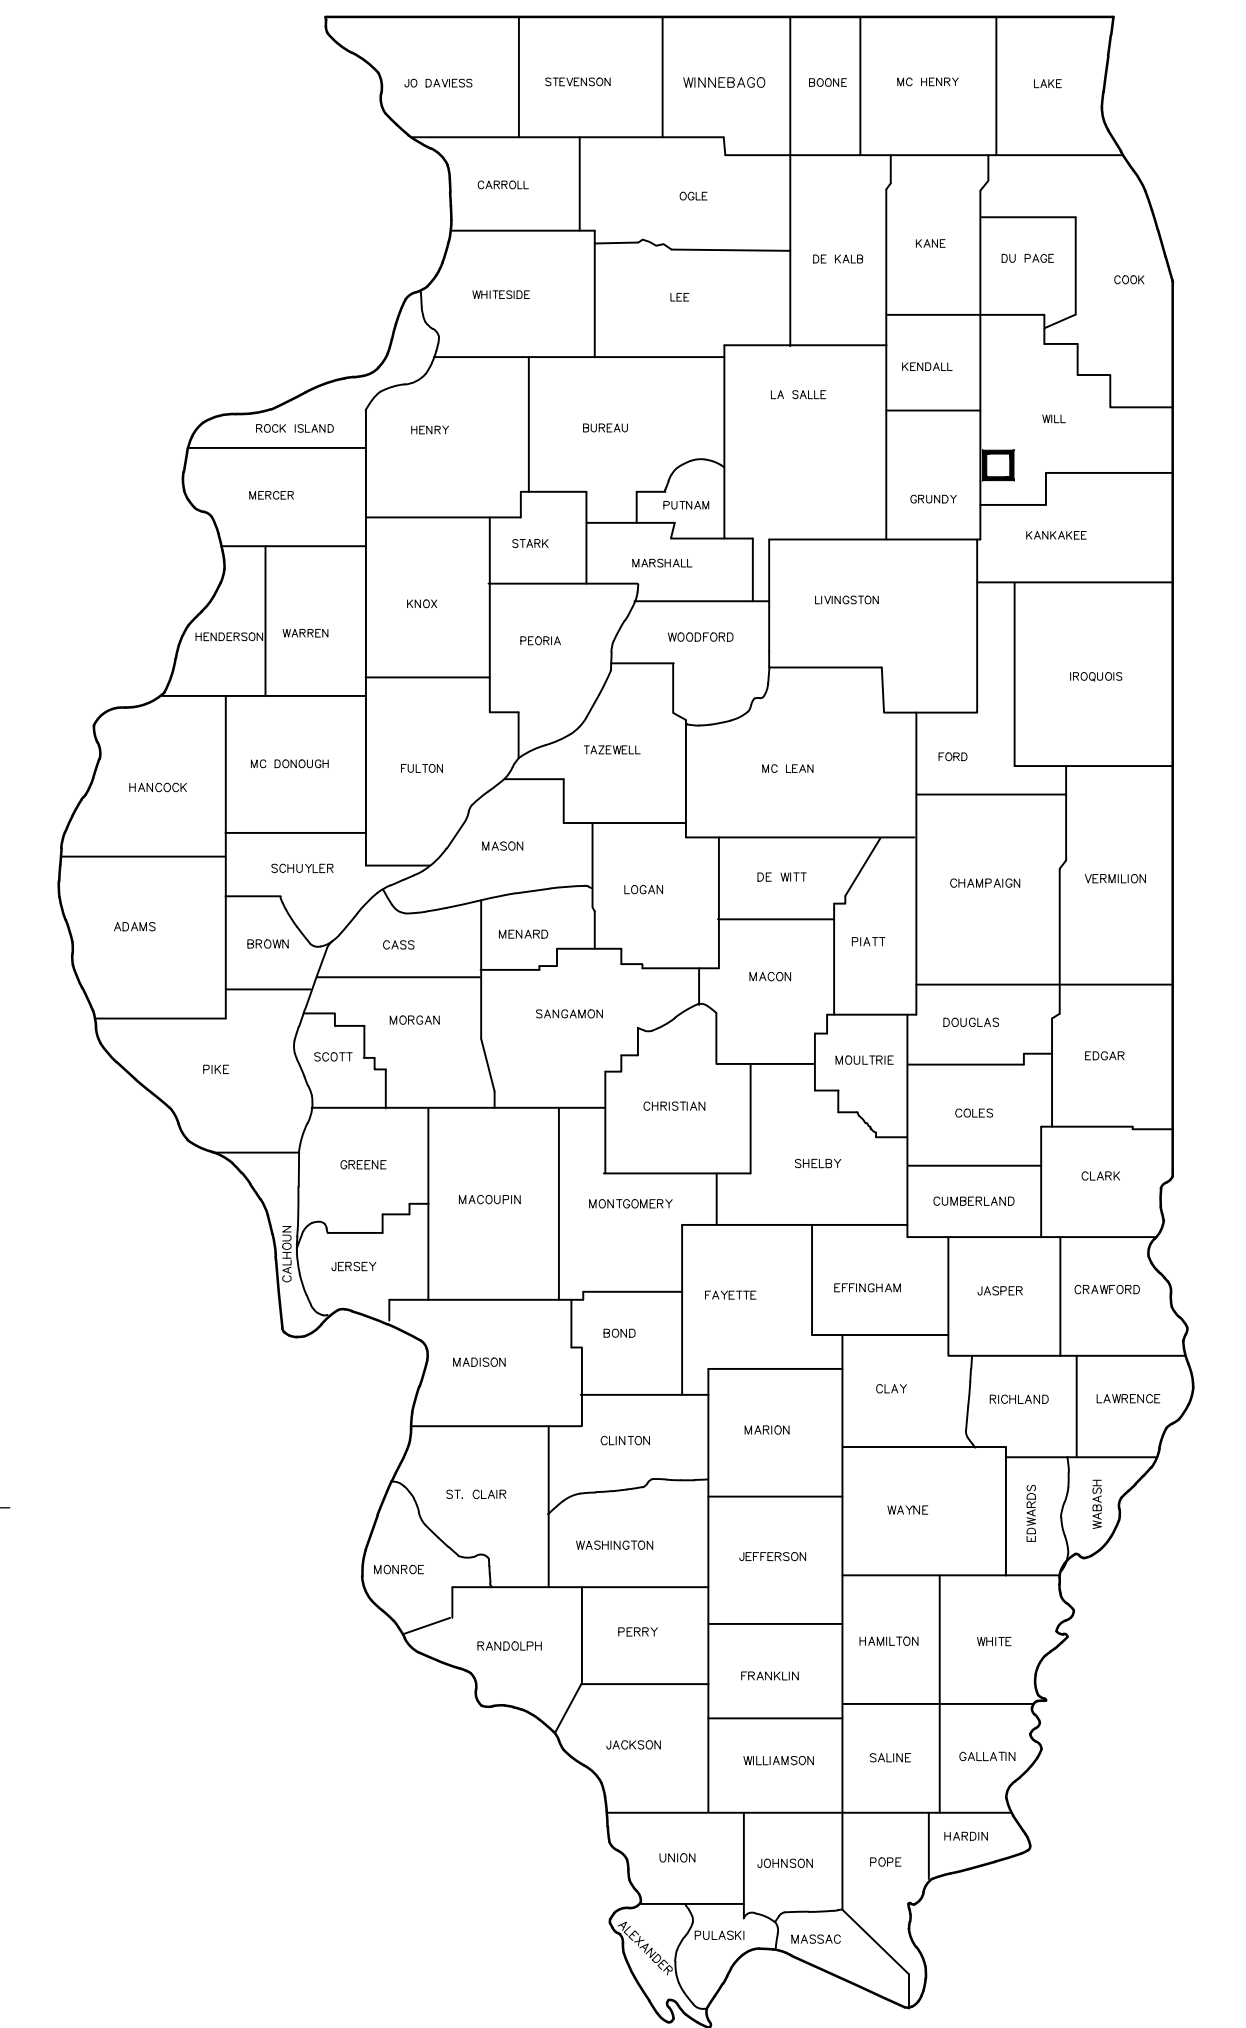 JO DAVIESS
STEVENSON
WINNEBAGO
BOONE
MC HENRY
LAKE
CARROLL
OGLE
DE KALB
KANE
DU PAGE
COOK
WHITESIDE
LEE
KENDALL
LA SALLE
WILL
ROCK ISLAND
HENRY
BUREAU
MERCER
PUTNAM
GRUNDY
KANKAKEE
STARK
MARSHALL
KNOX
LIVINGSTON
HENDERSON
WARREN
PEORIA
WOODFORD
IROQUOIS
HANCOCK
MC DONOUGH
FULTON
TAZEWELL
MC LEAN
FORD
SCHUYLER
MASON
LOGAN
DE WITT
CHAMPAIGN
VERMILION
ADAMS
BROWN
CASS
MENARD
PIATT
MACON
MORGAN
SANGAMON
DOUGLAS
PIKE
SCOTT
MOULTRIE
EDGAR
CHRISTIAN
COLES
GREENE
SHELBY
CLARK
MACOUPIN
MONTGOMERY
CUMBERLAND
CALHOUN
JERSEY
FAYETTE
EFFINGHAM
JASPER
CRAWFORD
BOND
MADISON
CLAY
RICHLAND
LAWRENCE
CLINTON
MARION
ST. CLAIR
WAYNE
EDWARDS
WABASH
WASHINGTON
JEFFERSON
MONROE
RANDOLPH
PERRY
HAMILTON
WHITE
FRANKLIN
JACKSON
WILLIAMSON
SALINE
GALLATIN
UNION
JOHNSON
POPE
HARDIN
ALEXANDER
PULASKI
MASSAC